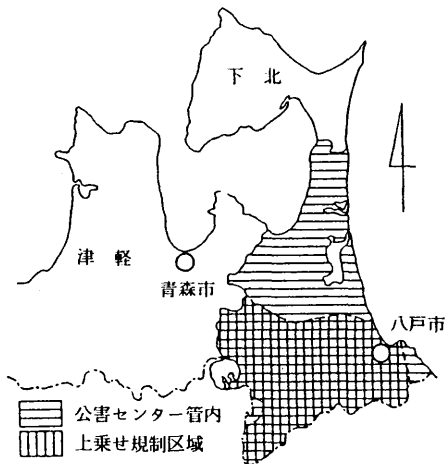 下北
津軽
青森市
八戸市
公害センター管内
上乗せ規制区域